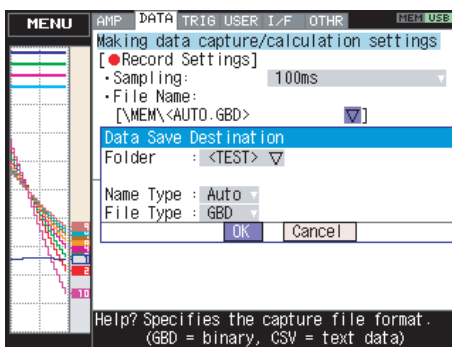 MENU
AMP DATA TRIG USER I/F OTHR MEM USB
Making data capture/calculation settings
[●Record Settings]
・Sampling: 100ms
・File Name:
[\MEM\<AUTO.GBD> ▽]
Data Save Destination
Folder : <TEST> ▽
Name Type : Auto
File Type : GBD
OK Cancel
1
2
10
Help? Specifies the capture file format.
(GBD = binary, CSV = text data)